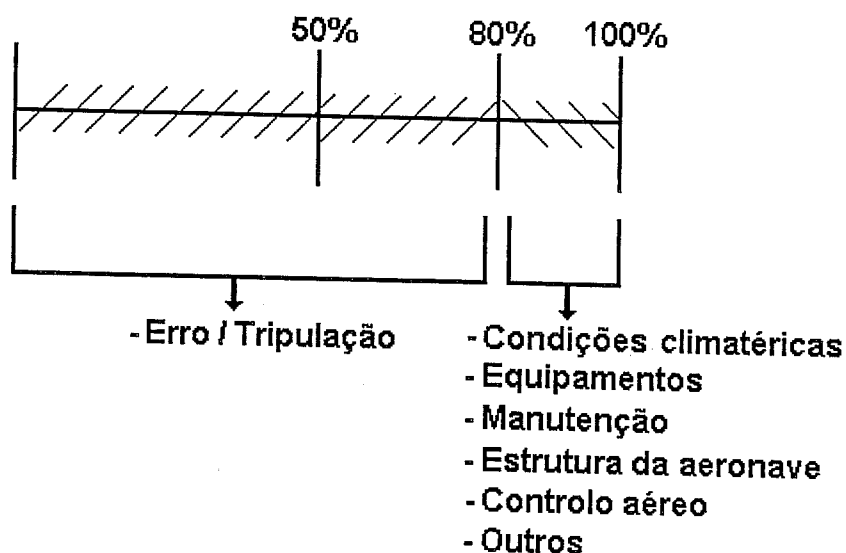 50% 80% 100%
- Erro / Tripulação
- Condições climatéricas
- Equipamentos
- Manutenção
- Estrutura da aeronave
- Controlo aéreo
- Outros